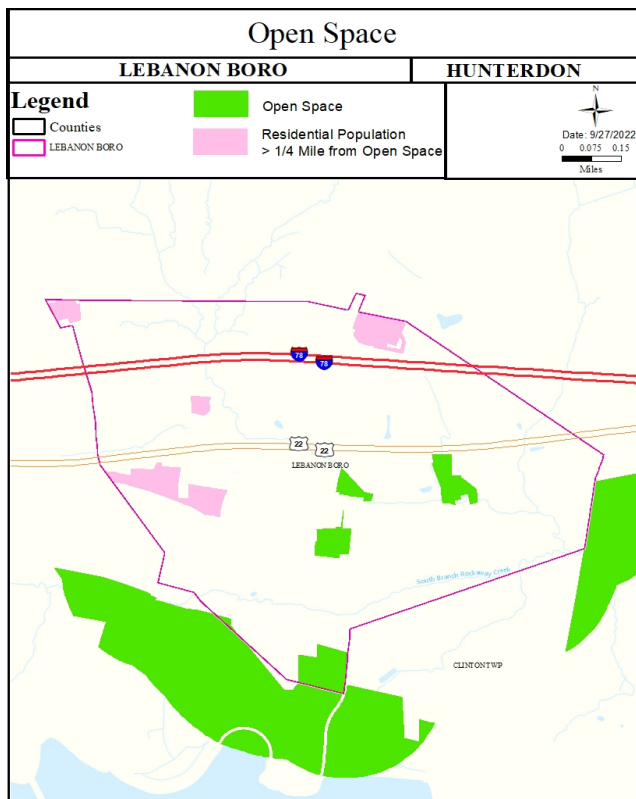 Open Space
LEBANON BORO
HUNTERDON
Legend
Counties
LEBANON BORO
Open Space
Residential Population
> 1/4 Mile from Open Space
N
Date: 9/27/2022
0 0.075 0.15
Miles
78
78
22
22
LEBANON BORO
South Branch Rockaway Creek
CLINTON TWP